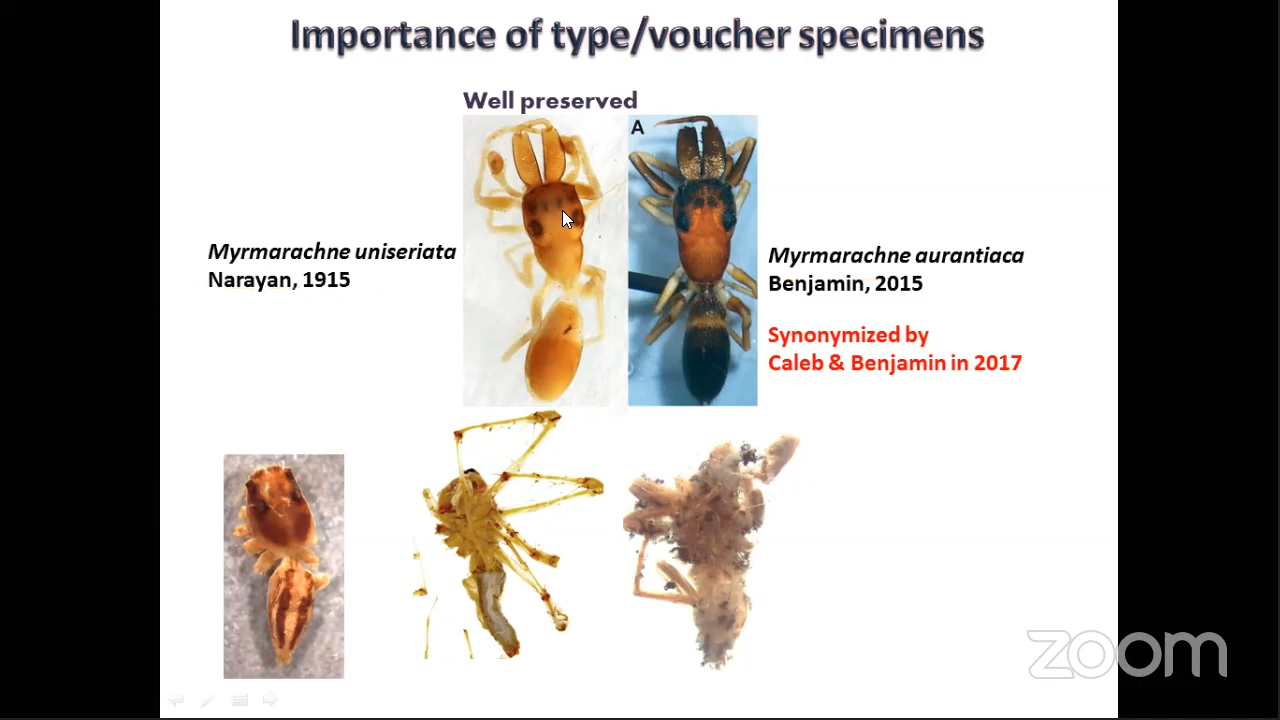 Importance of type/voucher specimens
Well preserved
A
Myrmarachne uniseriata
Narayan, 1915
Myrmarachne aurantiaca
Benjamin, 2015
Synonymized by
Caleb & Benjamin in 2017
zoom